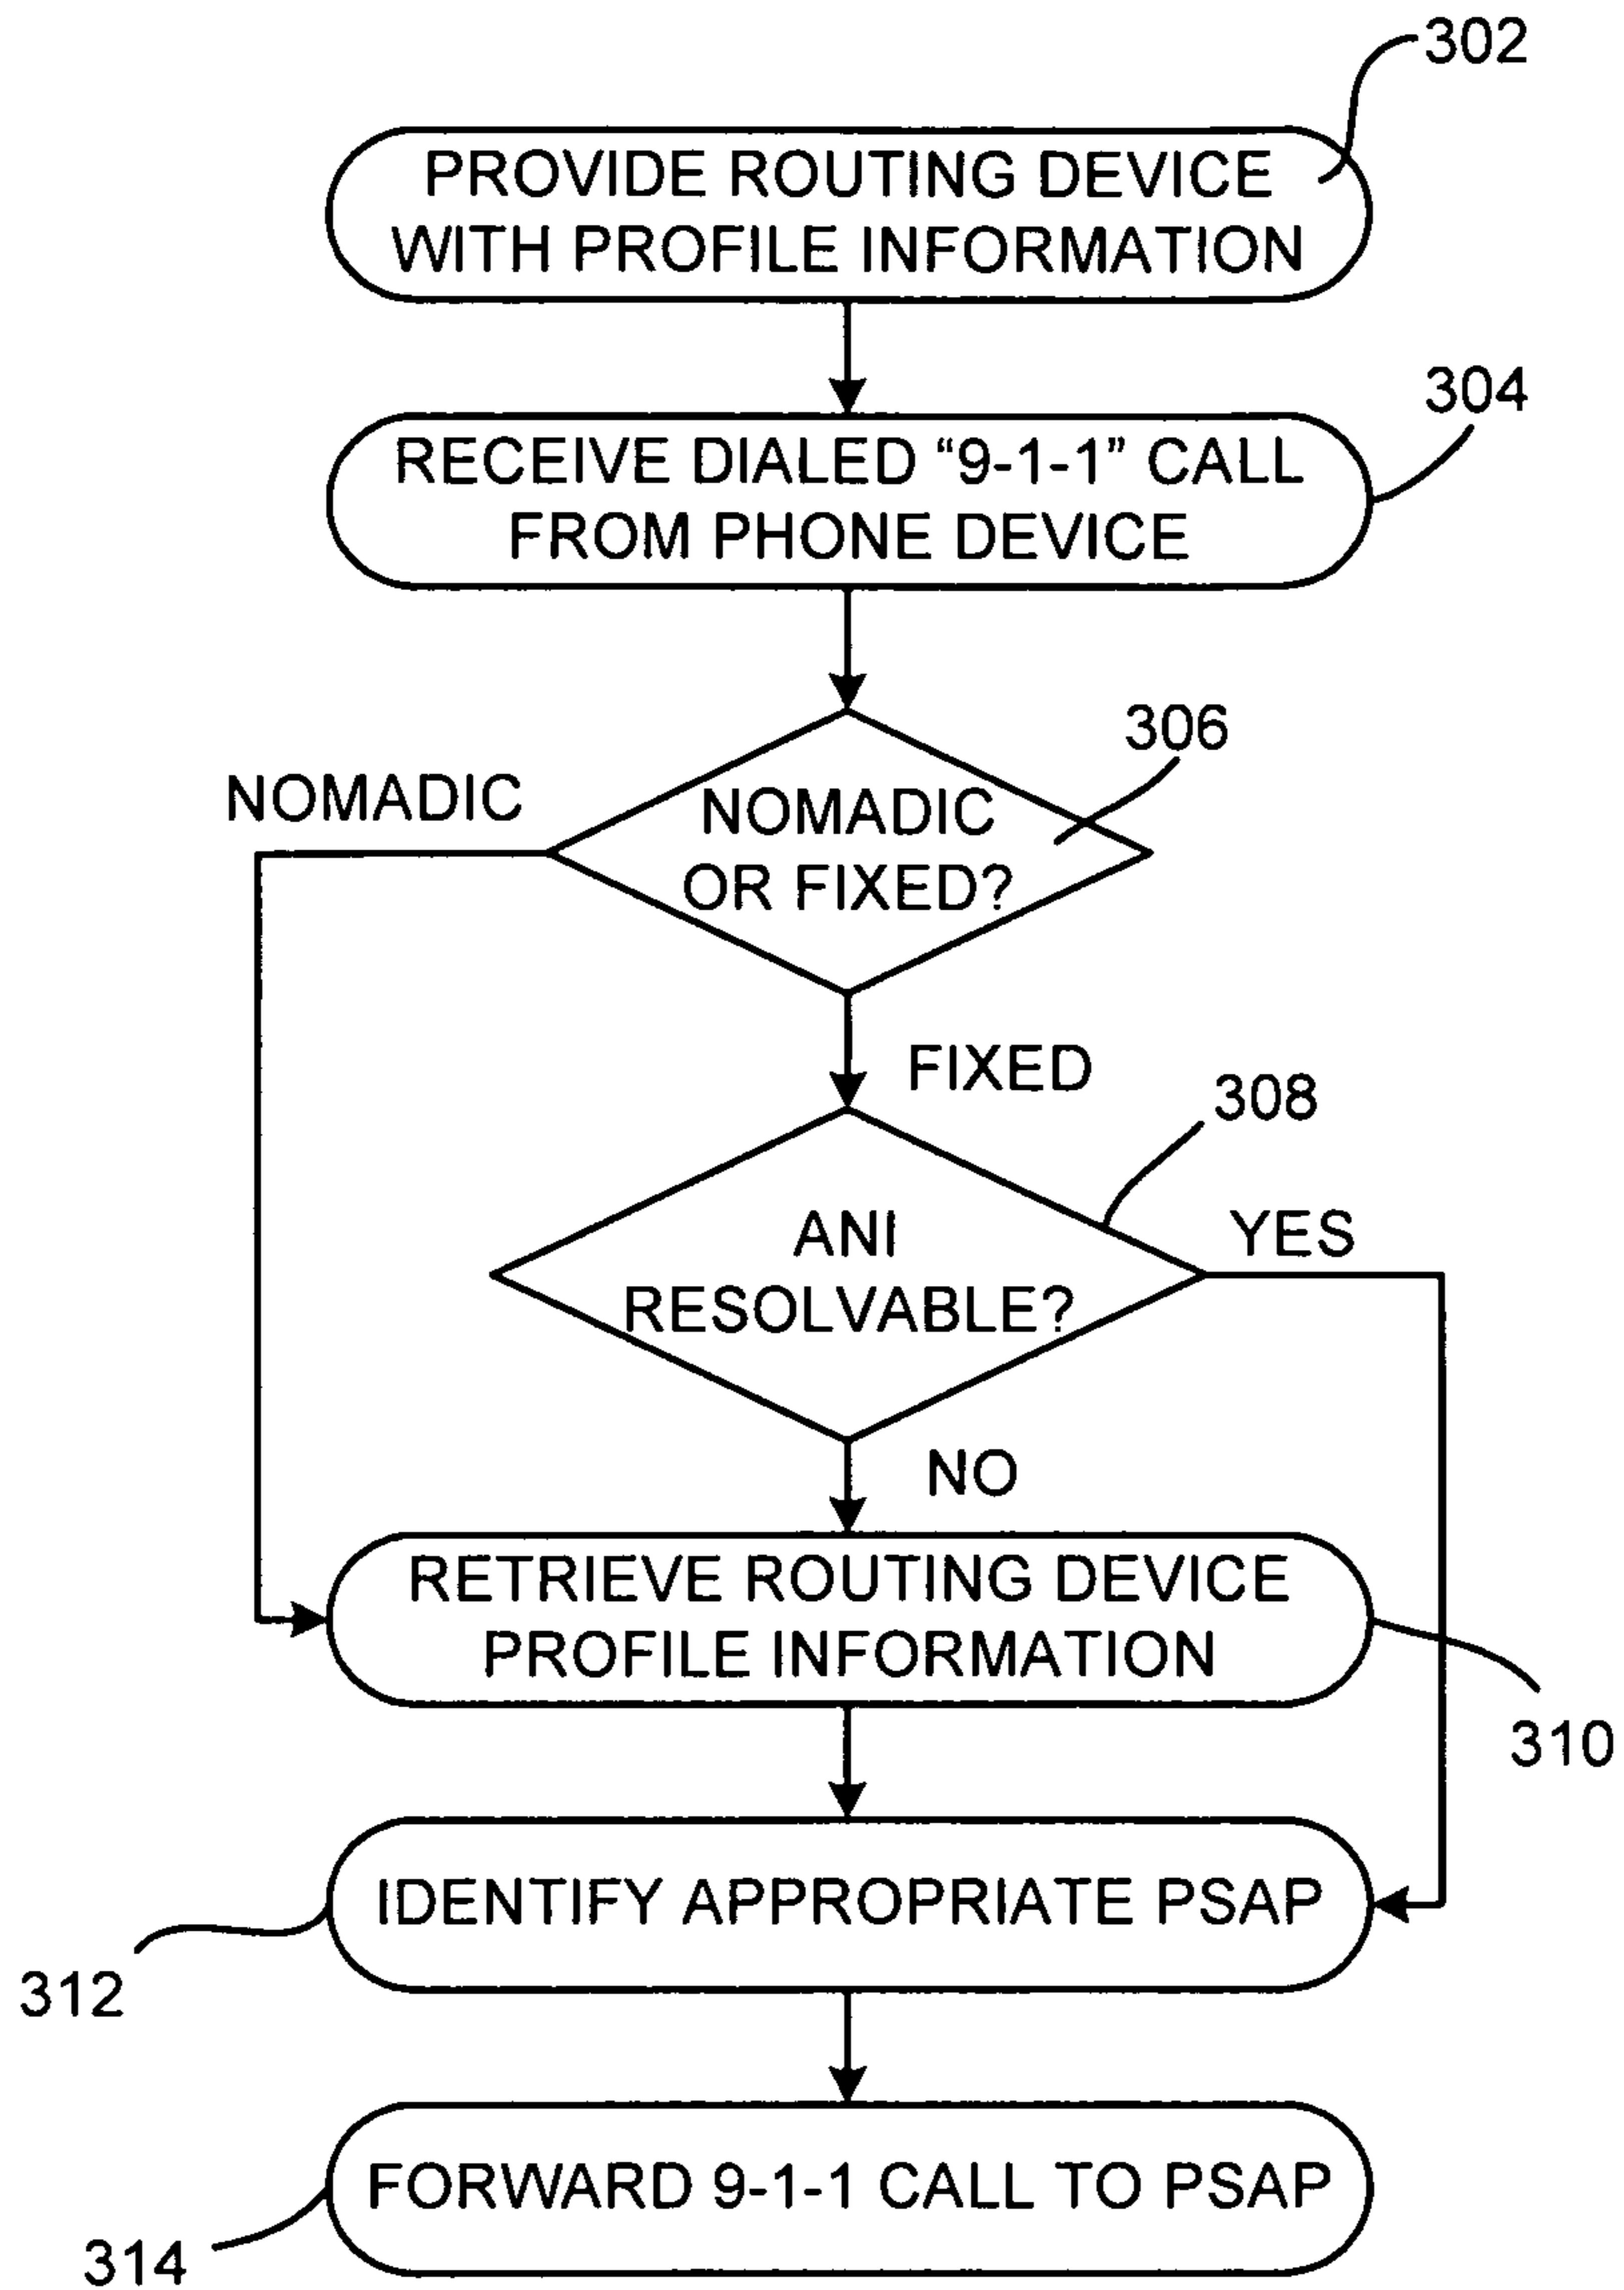 302
PROVIDE ROUTING DEVICE
WITH PROFILE INFORMATION
304
RECEIVE DIALED “9-1-1” CALL
FROM PHONE DEVICE
306
NOMADIC
NOMADIC
OR FIXED?
FIXED
308
ANI
RESOLVABLE?
YES
NO
RETRIEVE ROUTING DEVICE
PROFILE INFORMATION
310
IDENTIFY APPROPRIATE PSAP
312
FORWARD 9-1-1 CALL TO PSAP
314